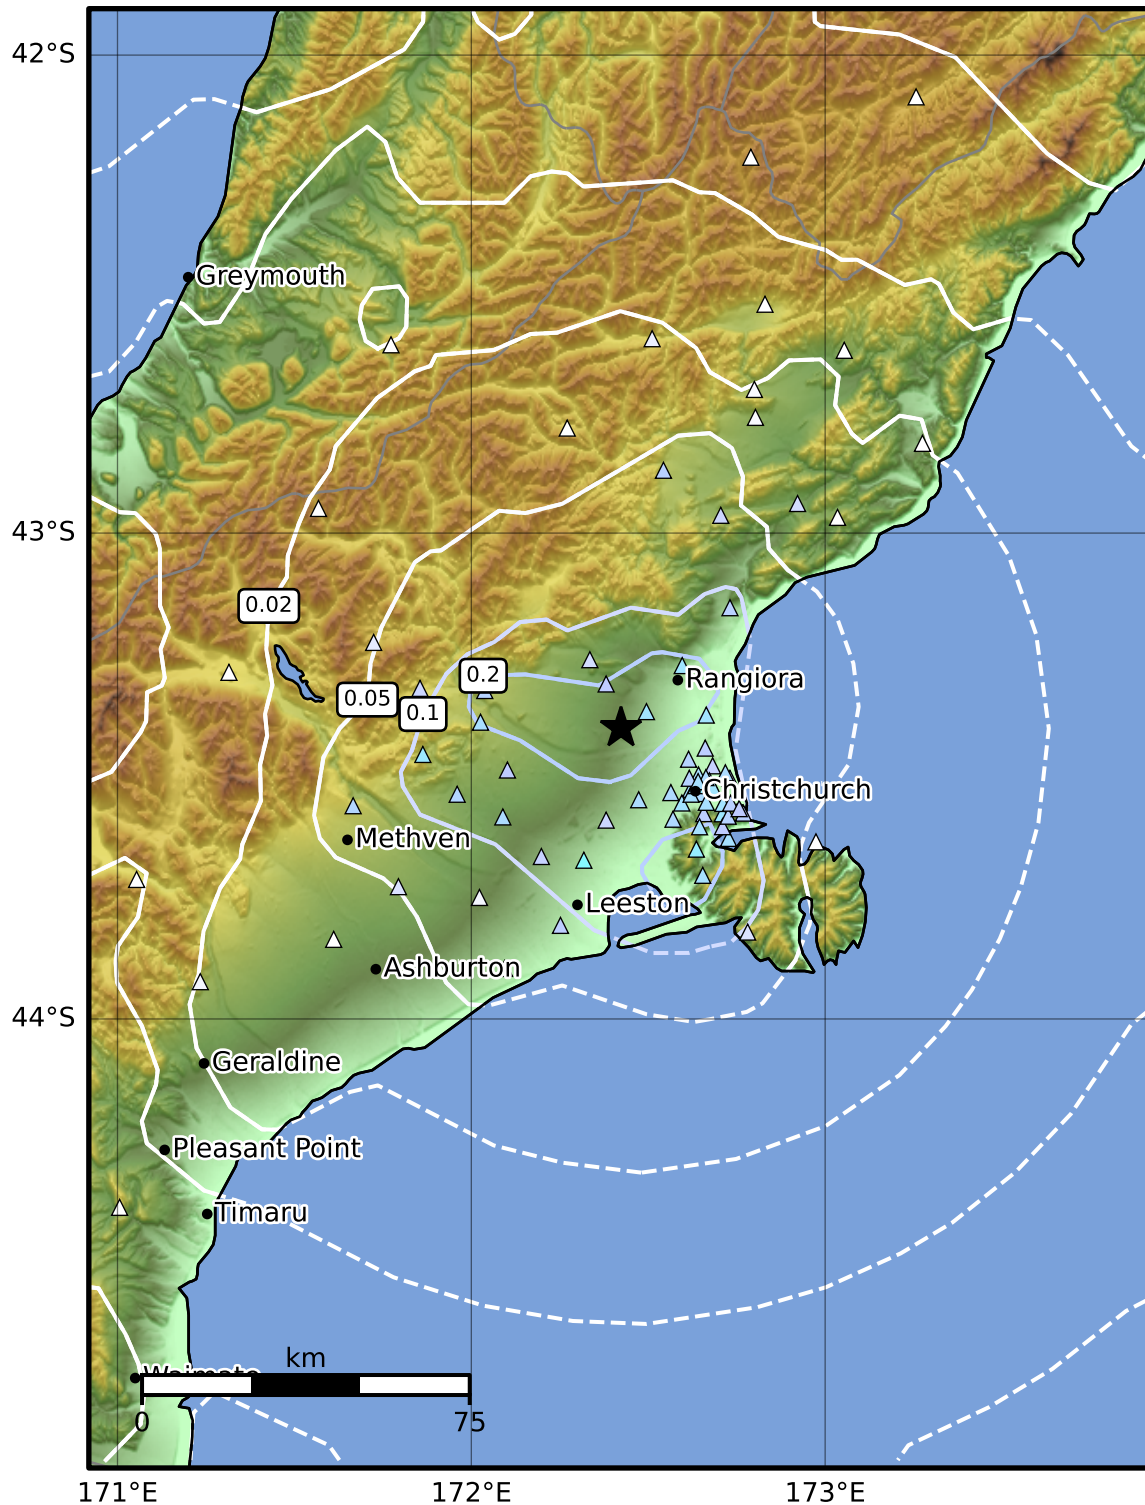 42°S
Greymouth
43°S
0.02
0.2
Rangiora
0.05
0.1
Christchurch
Methven
Leeston
Ashburton
44°S
Geraldine
Pleasant Point
Timaru
km
Waimate
0
75
171°E
172°E
173°E